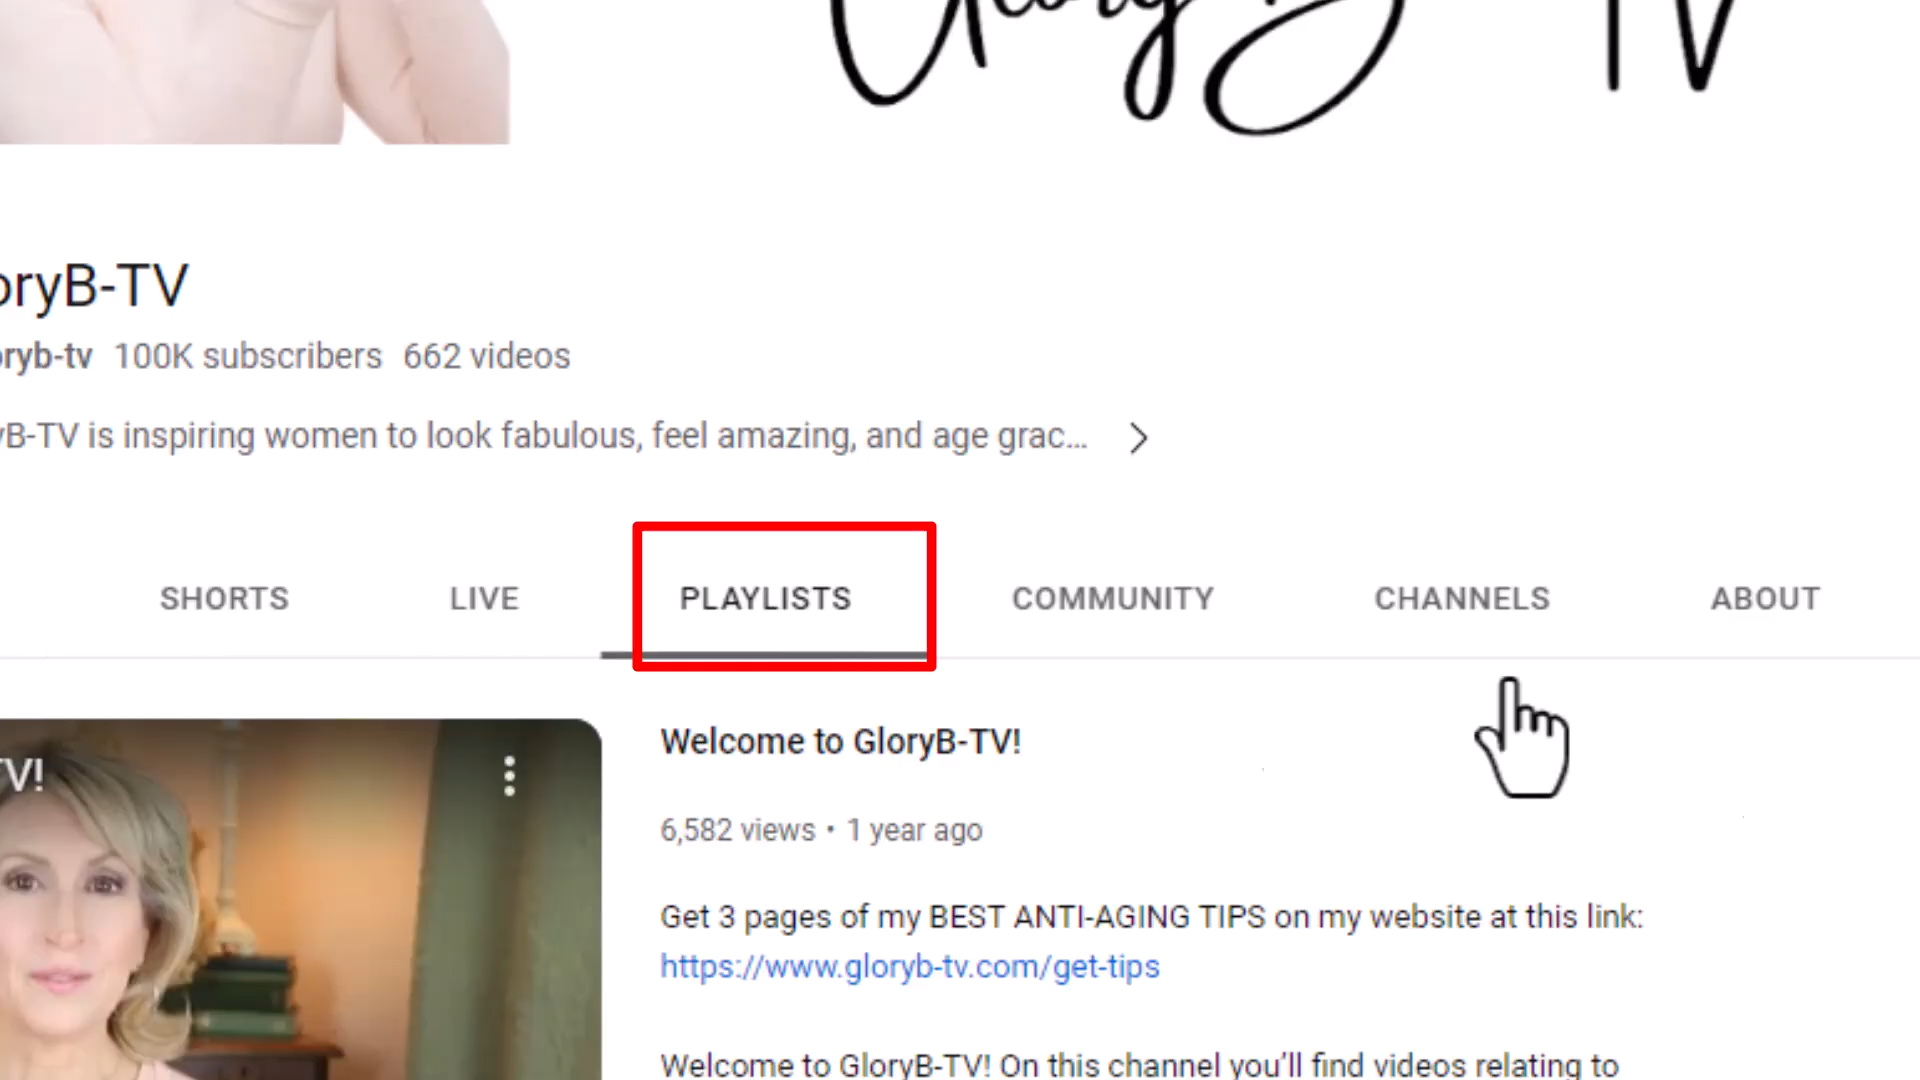 GloryB TV
oryB-TV
oryb-tv 100K subscribers 662 videos
yB-TV is inspiring women to look fabulous, feel amazing, and age grac...
SHORTS LIVE PLAYLISTS COMMUNITY CHANNELS ABOUT
V!
Welcome to GloryB-TV!
6,582 views • 1 year ago
Get 3 pages of my BEST ANTI-AGING TIPS on my website at this link:
https://www.gloryb-tv.com/get-tips
Welcome to GloryB-TV! On this channel you'll find videos relating to